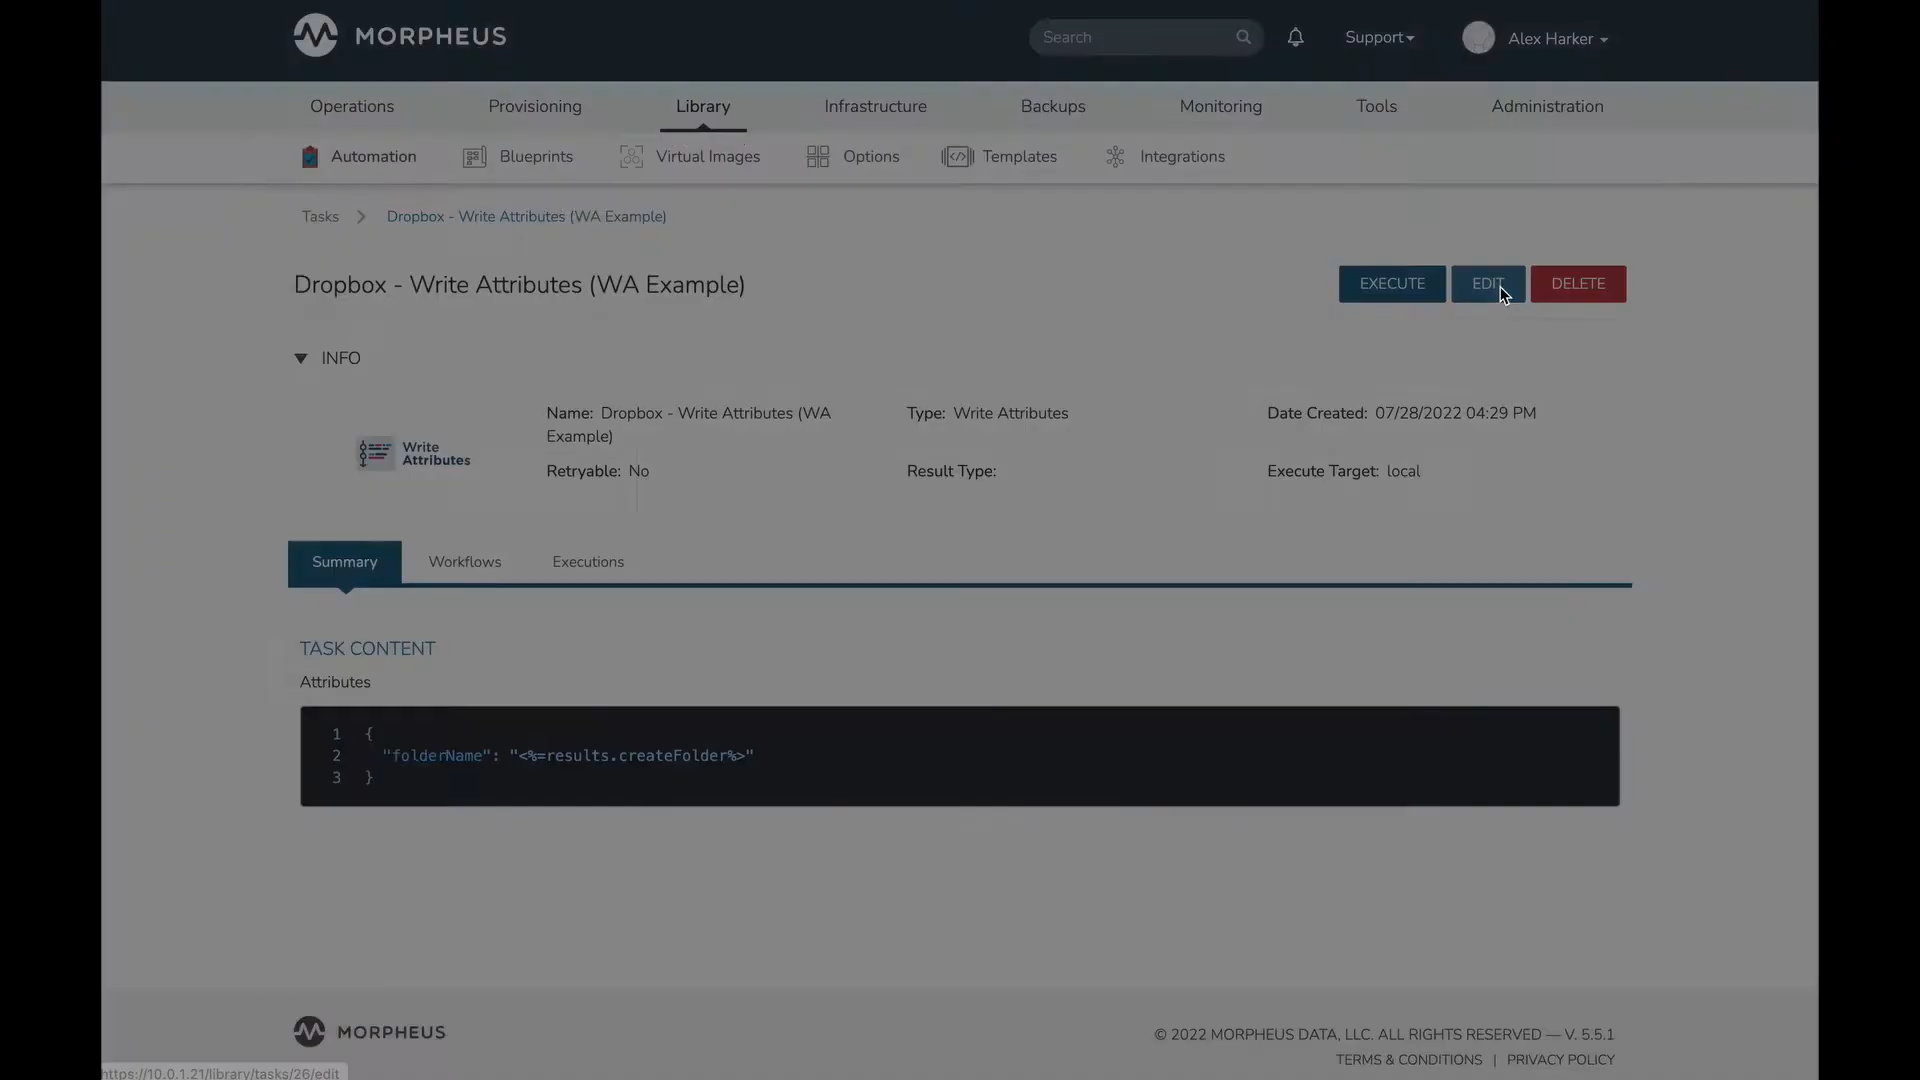 MORPHEUS
Search
Support
Alex Harker
Operations
Provisioning
Library
Infrastructure
Backups
Monitoring
Tools
Administration
Automation
Blueprints
Virtual Images
Options
Templates
Integrations
Tasks
Dropbox - Write Attributes (WA Example)
Dropbox - Write Attributes (WA Example)
EXECUTE
EDIT
DELETE
INFO
Write
Attributes
Name: Dropbox - Write Attributes (WA
Example)
Type: Write Attributes
Date Created: 07/28/2022 04:29 PM
Retryable: No
Result Type:
Execute Target: local
Summary
Workflows
Executions
TASK CONTENT
Attributes
1 {
2 "folderName": "<%=results.createFolder%>"
3 }
MORPHEUS
© 2022 MORPHEUS DATA, LLC. ALL RIGHTS RESERVED — V. 5.5.1
TERMS & CONDITIONS | PRIVACY POLICY
https://10.0.1.21/library/tasks/26/edit